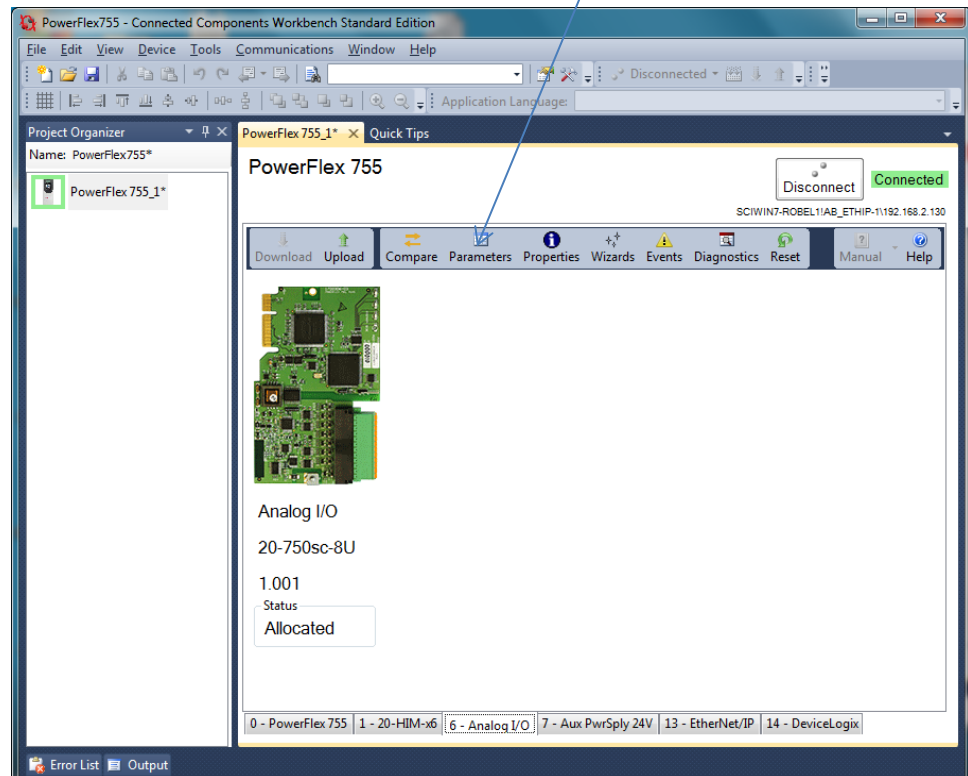 PowerFlex755 - Connected Components Workbench Standard Edition
File Edit View Device Tools Communications Window Help
Disconnected
Application Language:
Project Organizer
Name: PowerFlex755*
PowerFlex 755_1*
PowerFlex 755_1* Quick Tips
PowerFlex 755
Disconnect Connected
SCIWIN7-ROBEL1!AB_ETHIP-1\192.168.2.130
Download Upload Compare Parameters Properties Wizards Events Diagnostics Reset Manual Help
Analog I/O
20-750sc-8U
1.001
Status
Allocated
0 - PowerFlex 755 1 - 20-HIM-x6 6 - Analog I/O 7 - Aux PwrSply 24V 13 - EtherNet/IP 14 - DeviceLogix
Error List Output